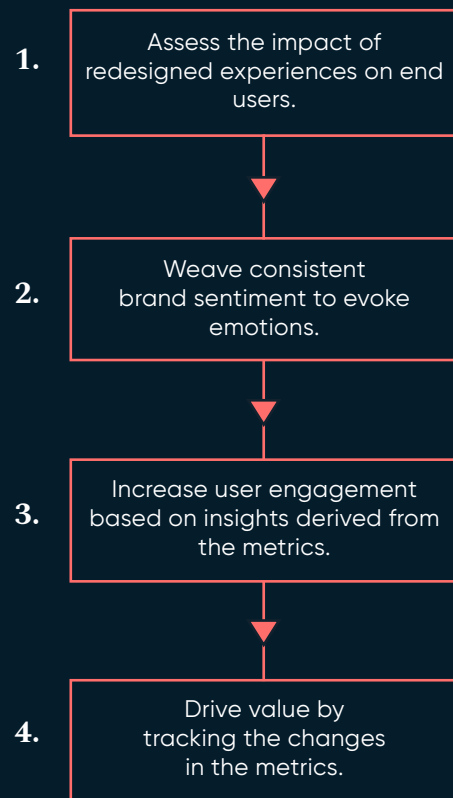 1.
Assess the impact of
redesigned experiences on end
users.
2.
Weave consistent
brand sentiment to evoke
emotions.
3.
Increase user engagement
based on insights derived from
the metrics.
4.
Drive value by
tracking the changes
in the metrics.